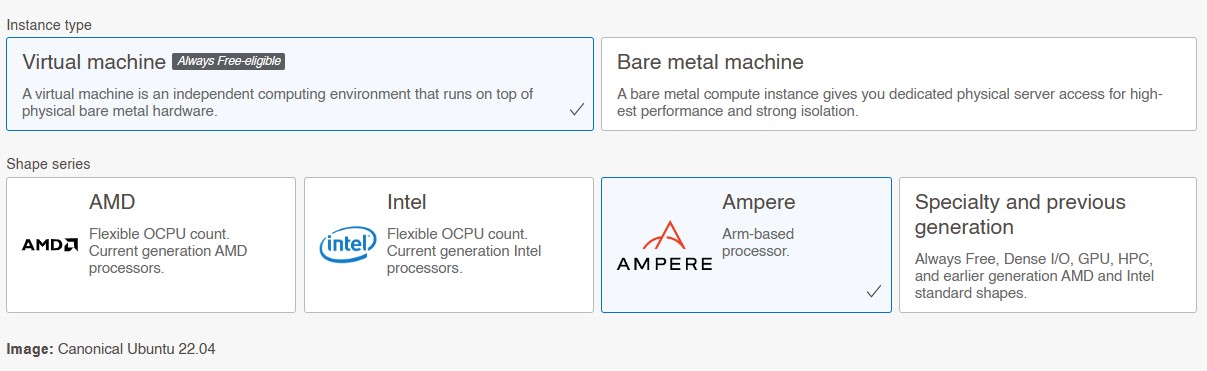 Instance type
Virtual machine Always Free-eligible
A virtual machine is an independent computing environment that runs on top of
physical bare metal hardware.
Bare metal machine
A bare metal compute instance gives you dedicated physical server access for high-
est performance and strong isolation.
Shape series
AMD
AMD
Flexible OCPU count.
Current generation AMD
processors.
intel
Intel
Flexible OCPU count.
Current generation Intel
processors.
AMPERE
Ampere
Arm-based
processor.
Specialty and previous
generation
Always Free, Dense I/O, GPU, HPC,
and earlier generation AMD and Intel
standard shapes.
Image: Canonical Ubuntu 22.04